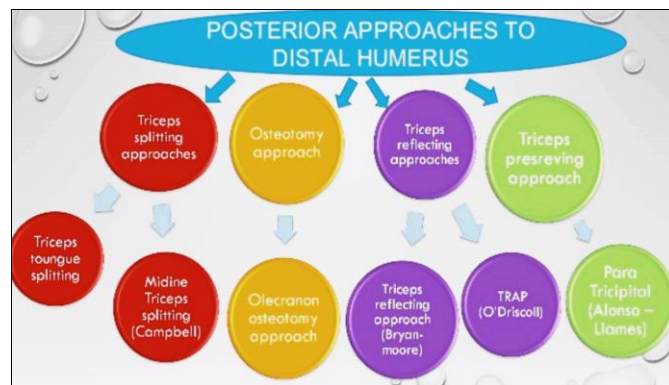 POSTERIOR APPROACHES TO
DISTAL HUMERUS
Triceps
splitting
approaches
Osteotomy
approach
Triceps
reflecting
approaches
Triceps
presreving
approach
Triceps
toungue
splitting
Midine
Triceps
splitting
(Campbell)
Olecranon
osteotomy
approach
Triceps
reflecting
approach
(Bryan-
moore)
TRAP
(O'Driscoll)
Para
Tricipital
(Alonso –
Llames)